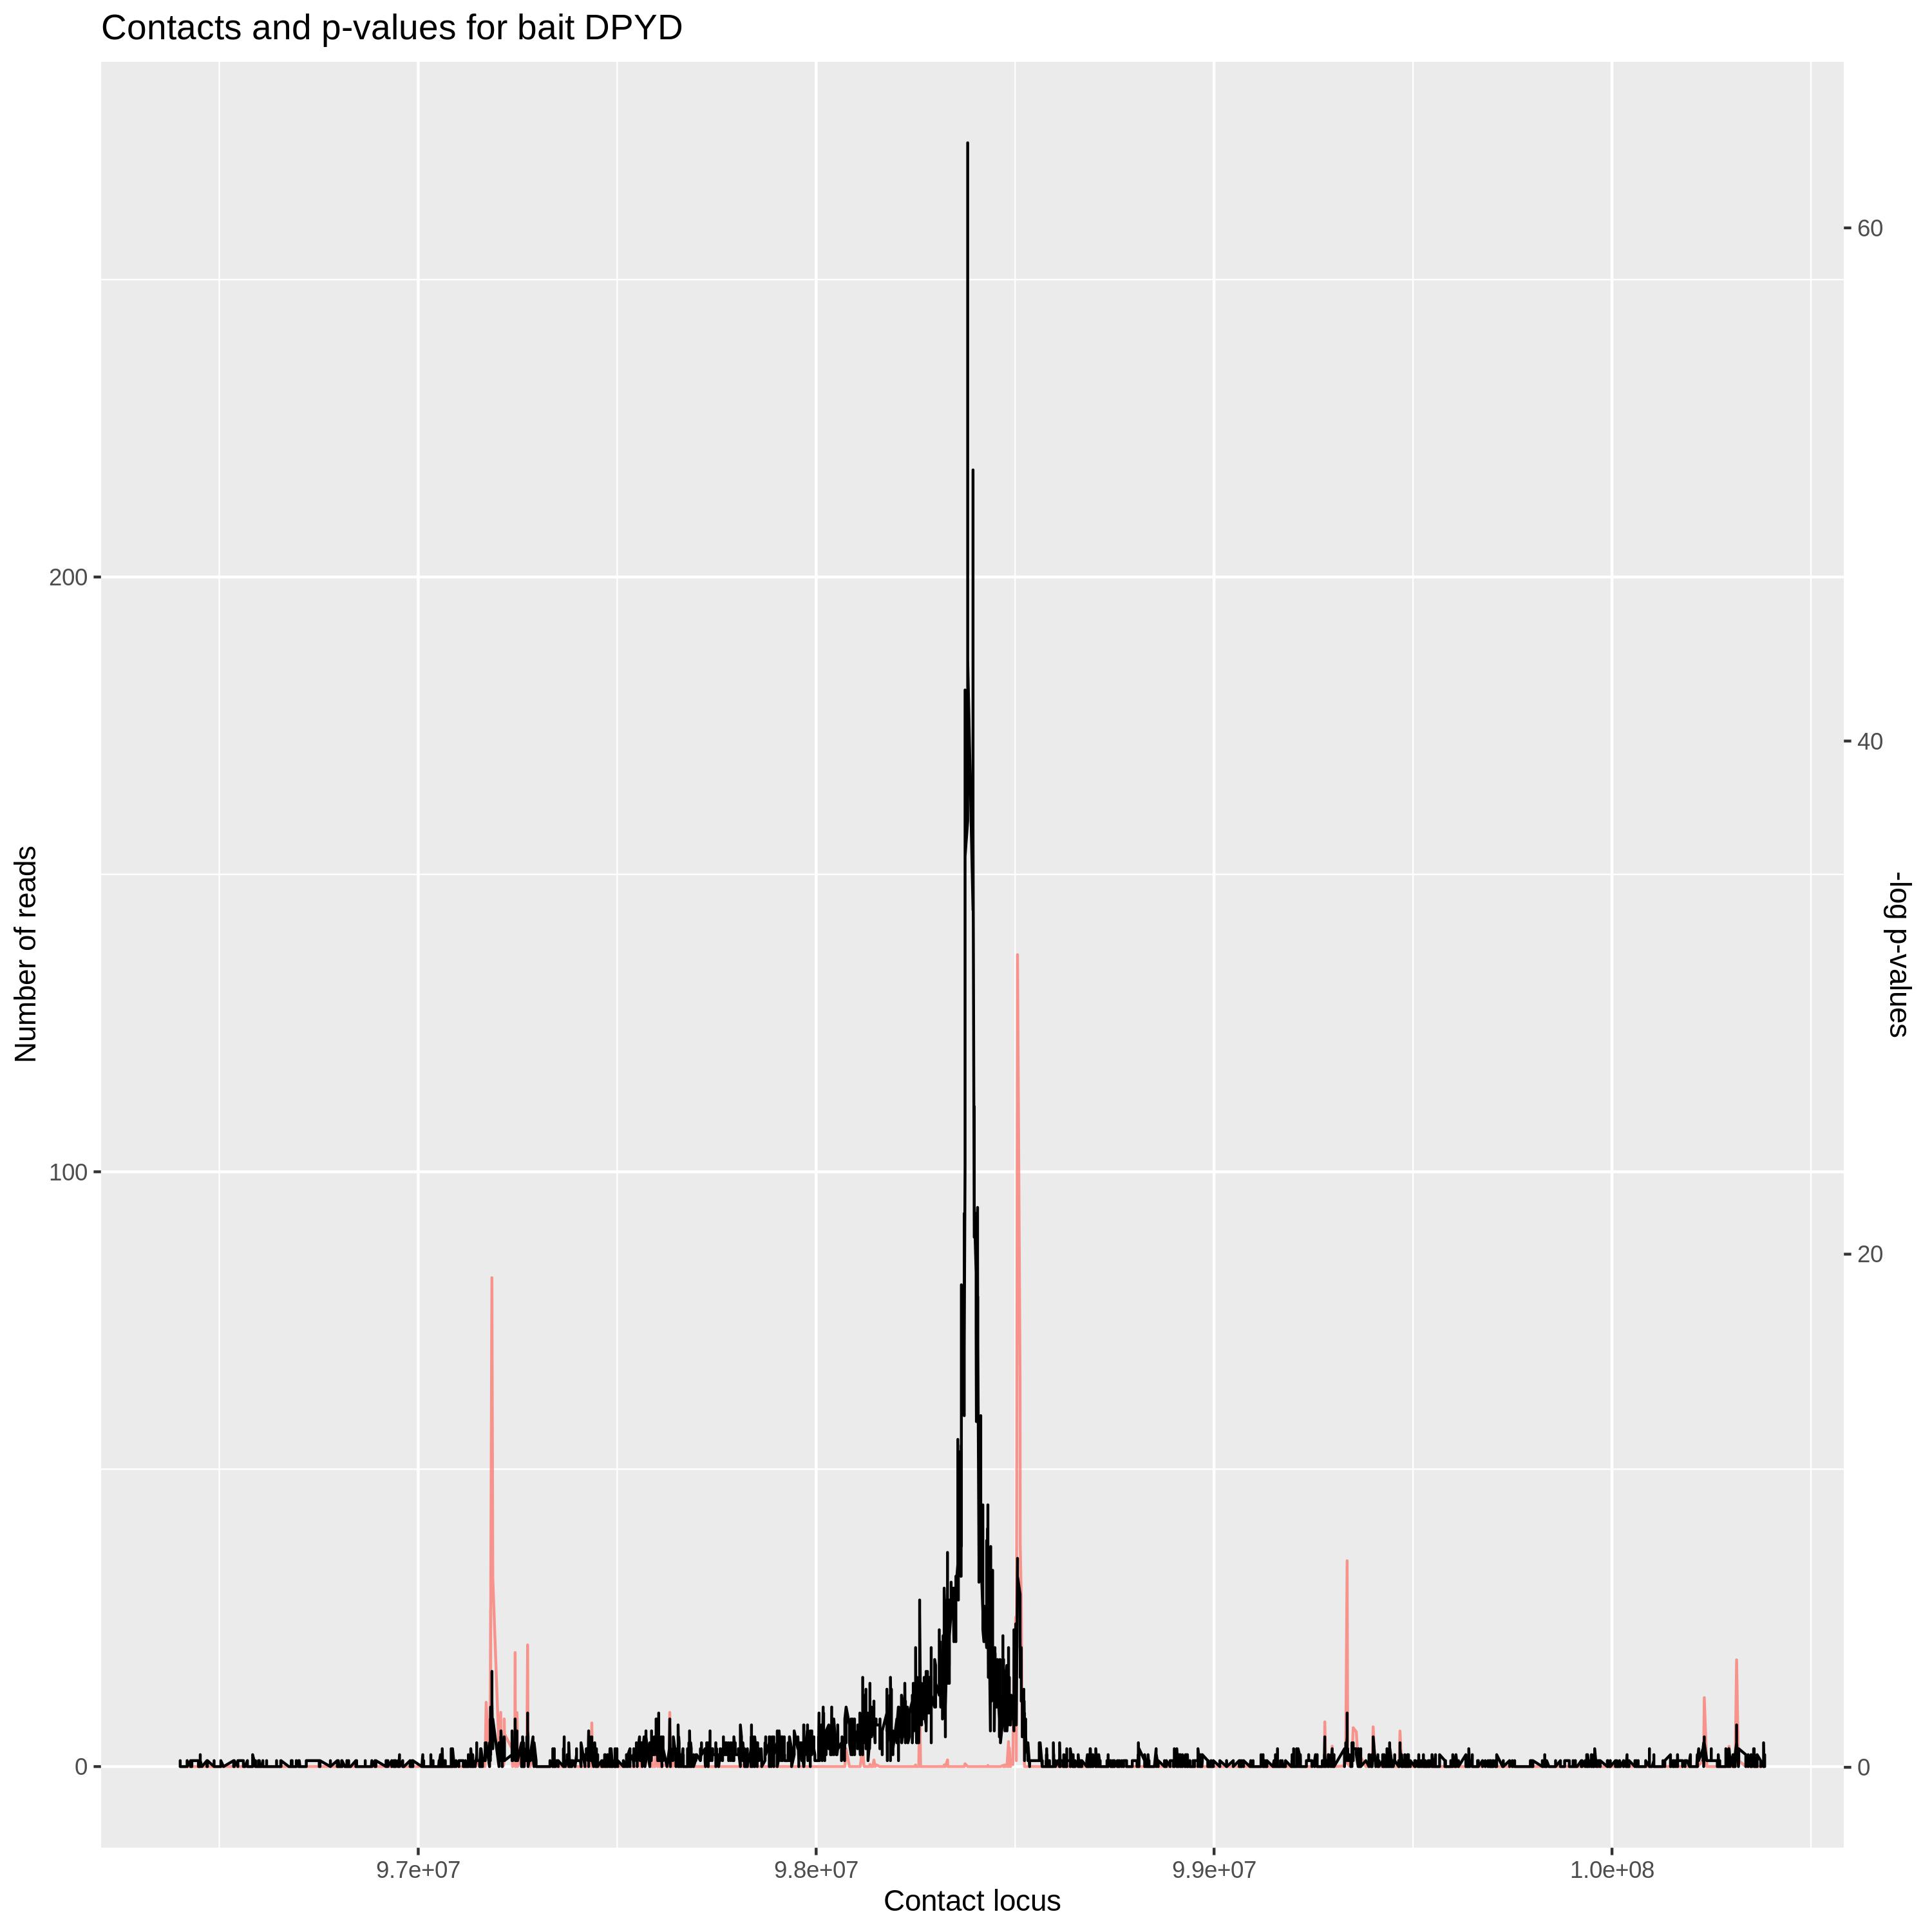 Contacts and p-values for bait DPYD
60
200
40
Number of reads
-log p-values
100
20
0
0
9.7e+07
9.8e+07
9.9e+07
1.0e+08
Contact locus